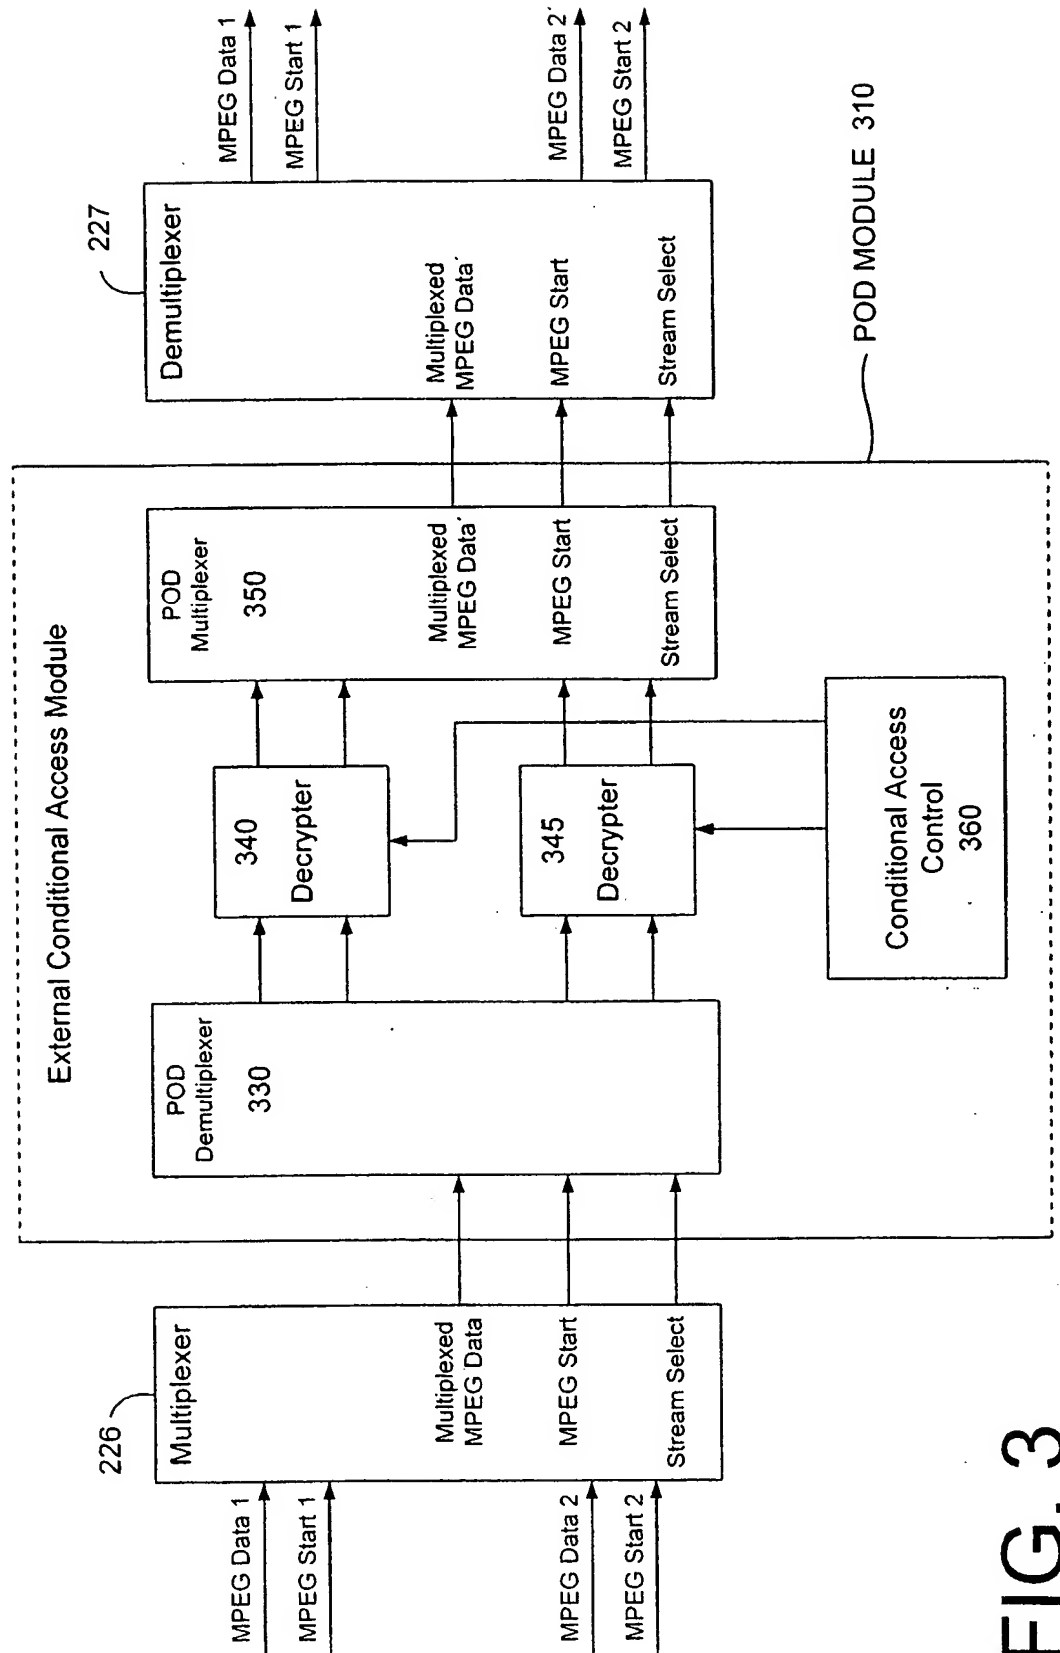 External Conditional Access Module
MPEG Data 1
MPEG Start 1
MPEG Data 2
MPEG Start 2
226
Multiplexer
Multiplexed
MPEG Data
MPEG Start
Stream Select
POD
Demultiplexer
330
340
Decrypter
345
Decrypter
Conditional Access
Control
360
POD
Multiplexer
350
Multiplexed
MPEG Data′
MPEG Start
Stream Select
227
Demultiplexer
Multiplexed
MPEG Data′
MPEG Start
Stream Select
MPEG Data 1
MPEG Start 1
MPEG Data 2′
MPEG Start 2
POD MODULE 310
FIG. 3